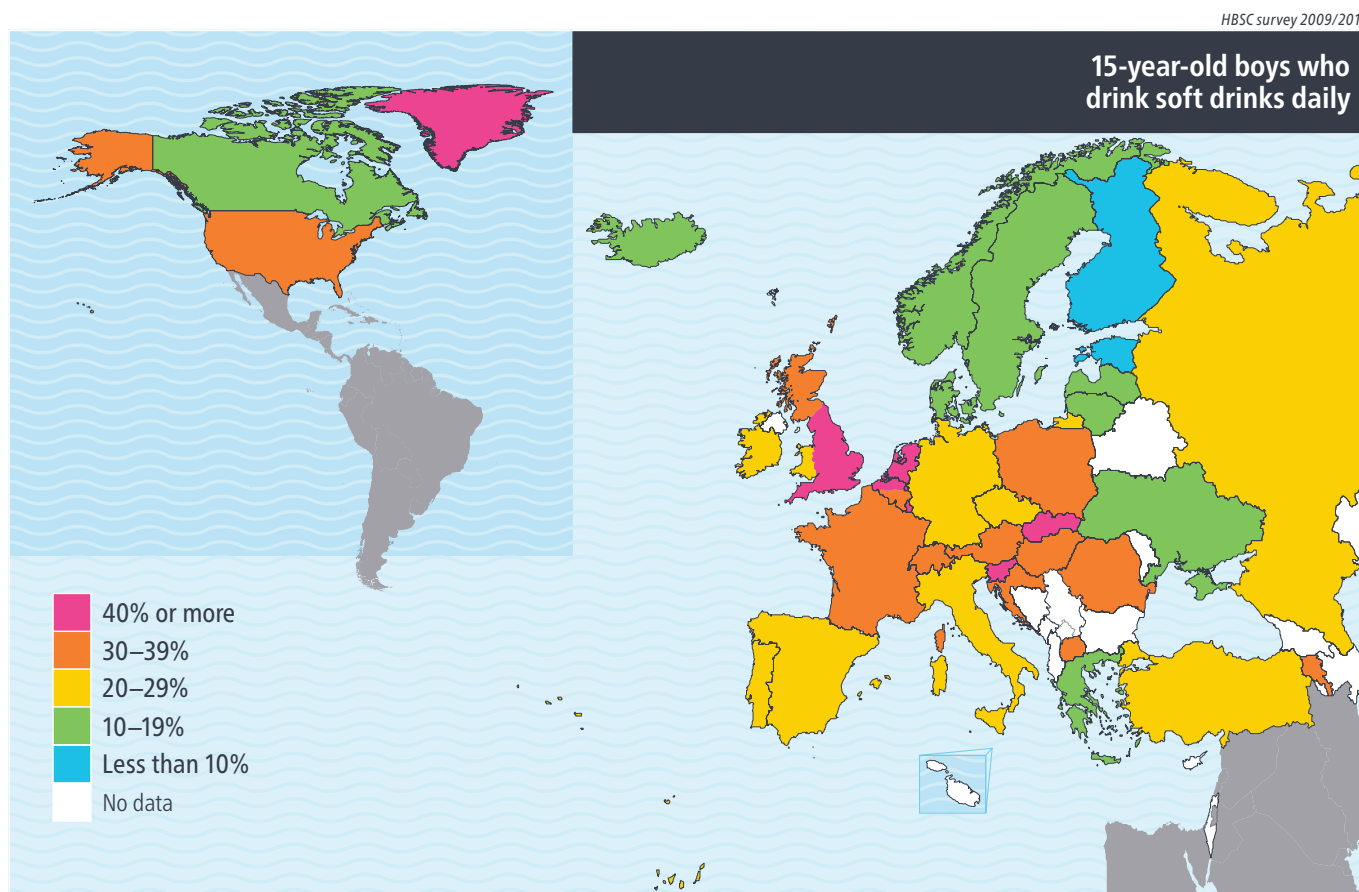 HBSC survey 2009/201
15-year-old boys who
drink soft drinks daily
40% or more
30–39%
20–29%
10–19%
Less than 10%
No data